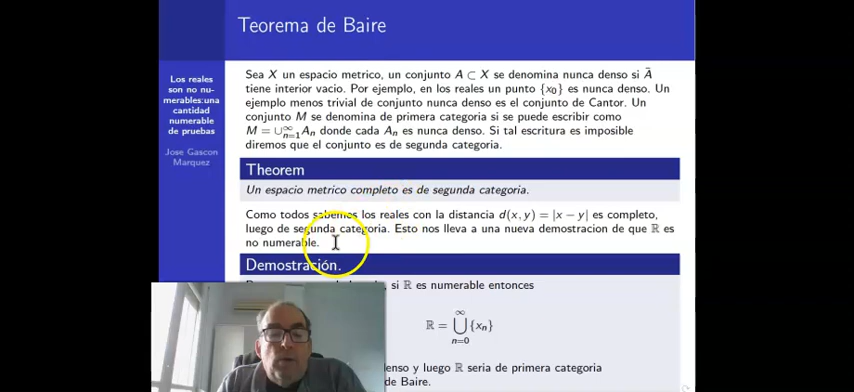 Teorema de Baire
Los reales
son no nu-
merables:una
cantidad
numerable
de pruebas
Jose Gascon
Marquez
Sea X un espacio metrico, un conjunto A ⊂ X se denomina nunca denso si Ā
tiene interior vacio. Por ejemplo, en los reales un punto {x₀} es nunca denso. Un
ejemplo menos trivial de conjunto nunca denso es el conjunto de Cantor. Un
conjunto M se denomina de primera categoria si se puede escribir como
M = ∪_{n=1}^∞ A_n donde cada A_n es nunca denso. Si tal escritura es imposible
diremos que el conjunto es de segunda categoria.
Theorem
Un espacio metrico completo es de segunda categoria.
Como todos sabemos los reales con la distancia d(x, y) = |x − y| es completo,
luego de segunda categoria. Esto nos lleva a una nueva demostracion de que ℝ es
no numerable.
Demostración.
si ℝ es numerable entonces
ℝ = ⋃_{n=0}^∞ {x_n}
y luego ℝ seria de primera categoria
de Baire.